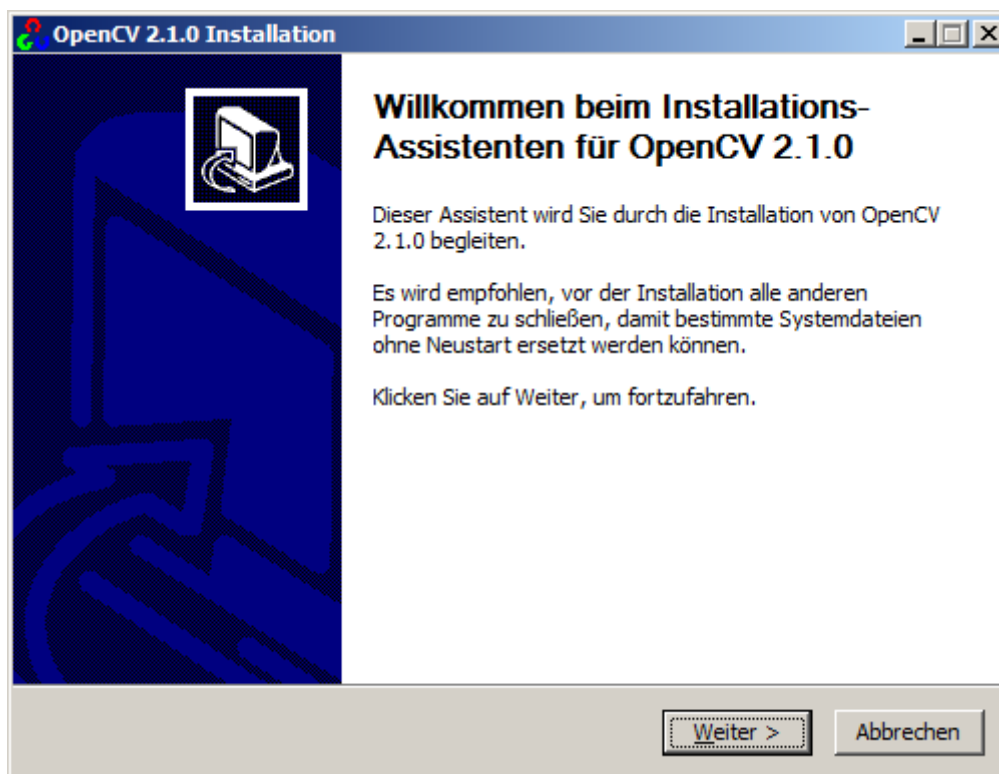 OpenCV 2.1.0 Installation
Willkommen beim Installations-
Assistenten für OpenCV 2.1.0
Dieser Assistent wird Sie durch die Installation von OpenCV
2.1.0 begleiten.
Es wird empfohlen, vor der Installation alle anderen
Programme zu schließen, damit bestimmte Systemdateien
ohne Neustart ersetzt werden können.
Klicken Sie auf Weiter, um fortzufahren.
Weiter >
Abbrechen